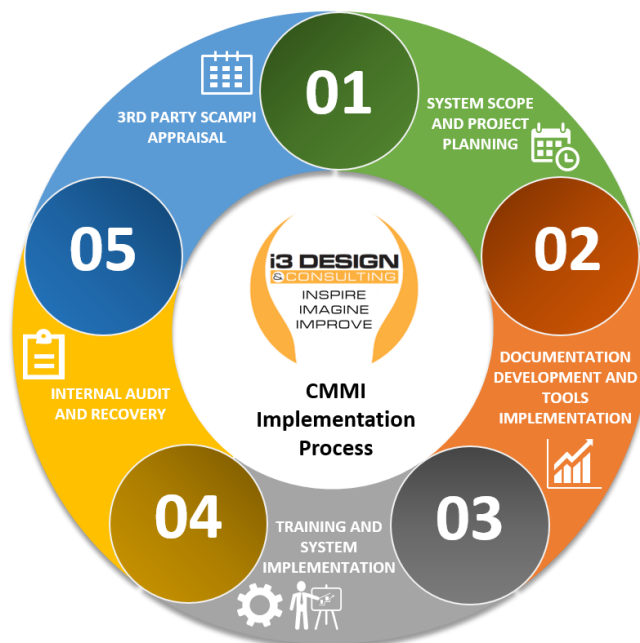 01
SYSTEM SCOPE
AND PROJECT
PLANNING
02
DOCUMENTATION
DEVELOPMENT AND
TOOLS
IMPLEMENTATION
03
TRAINING AND
SYSTEM
IMPLEMENTATION
04
INTERNAL AUDIT
AND RECOVERY
05
3RD PARTY SCAMPI
APPRAISAL
i3 DESIGN
&CONSULTING
INSPIRE
IMAGINE
IMPROVE
CMMI
Implementation
Process